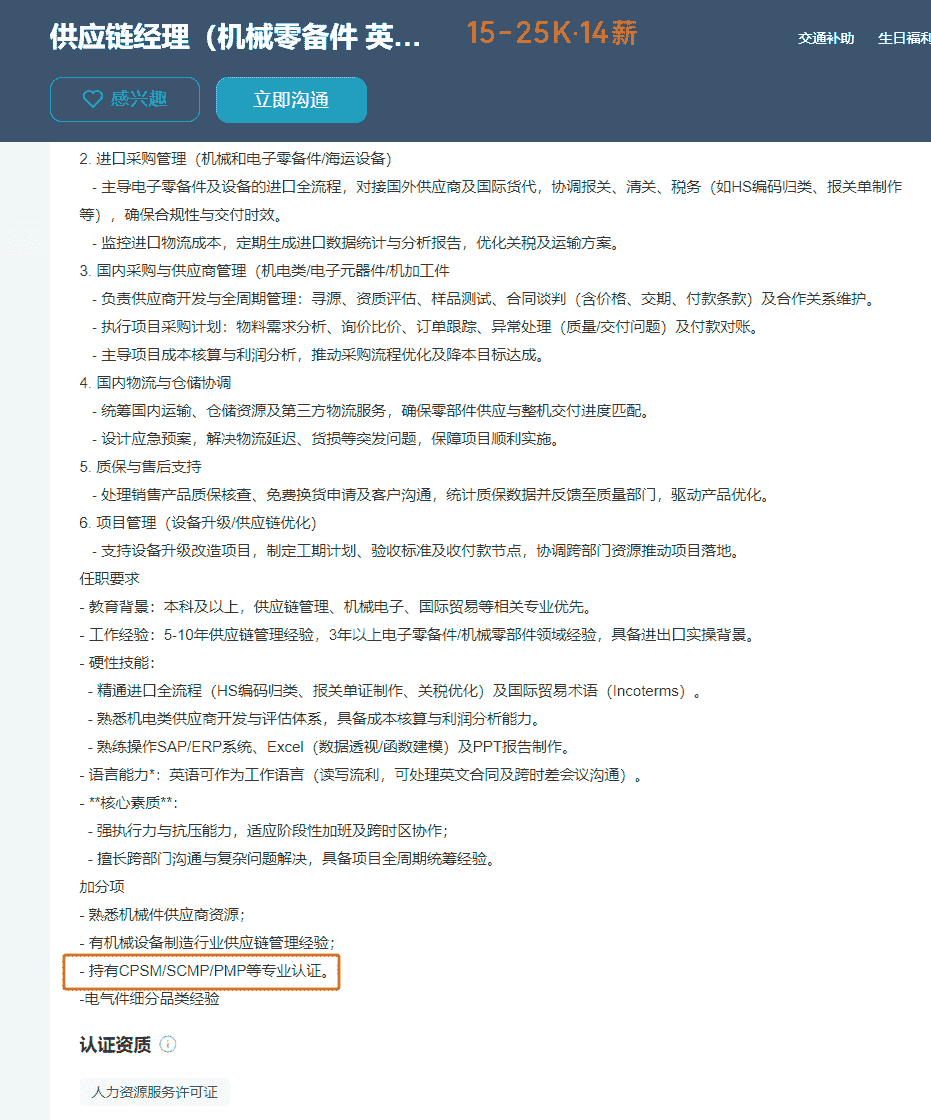 供应链经理（机械零备件 英... 15-25K·14薪
交通补助 生日福利
感兴趣 立即沟通
2. 进口采购管理（机械和电子零备件/海运设备）
- 主导电子零备件及设备的进口全流程，对接国外供应商及国际货代，协调报关、清关、税务（如HS编码归类、报关单制作
等），确保合规性与交付时效。
- 监控进口物流成本，定期生成进口数据统计与分析报告，优化关税及运输方案。
3. 国内采购与供应商管理（机电类/电子元器件/机加工件
- 负责供应商开发与全周期管理：寻源、资质评估、样品测试、合同谈判（含价格、交期、付款条款）及合作关系维护。
- 执行项目采购计划：物料需求分析、询价比价、订单跟踪、异常处理（质量/交付问题）及付款对账。
- 主导项目成本核算与利润分析，推动采购流程优化及降本目标达成。
4. 国内物流与仓储协调
- 统筹国内运输、仓储资源及第三方物流服务，确保零部件供应与整机交付进度匹配。
- 设计应急预案，解决物流延迟、货损等突发问题，保障项目顺利实施。
5. 质保与售后支持
- 处理销售产品质保核查、免费换货申请及客户沟通，统计质保数据并反馈至质量部门，驱动产品优化。
6. 项目管理（设备升级/供应链优化）
- 支持设备升级改造项目，制定工期计划、验收标准及收付款节点，协调跨部门资源推动项目落地。
任职要求
- 教育背景：本科及以上，供应链管理、机械电子、国际贸易等相关专业优先。
- 工作经验：5-10年供应链管理经验，3年以上电子零备件/机械零部件领域经验，具备进出口实操背景。
- 硬性技能：
- 精通进口全流程（HS编码归类、报关单证制作、关税优化）及国际贸易术语（Incoterms）。
- 熟悉机电类供应商开发与评估体系，具备成本核算与利润分析能力。
- 熟练操作SAP/ERP系统、Excel（数据透视/函数建模）及PPT报告制作。
- 语言能力*：英语可作为工作语言（读写流利，可处理英文合同及跨时差会议沟通）。
- **核心素质**：
- 强执行力与抗压能力，适应阶段性加班及跨时区协作；
- 擅长跨部门沟通与复杂问题解决，具备项目全周期统筹经验。
加分项
- 熟悉机械件供应商资源；
- 有机械设备制造行业供应链管理经验；
- 持有CPSM/SCMP/PMP等专业认证。
-电气件细分品类经验
认证资质
人力资源服务许可证